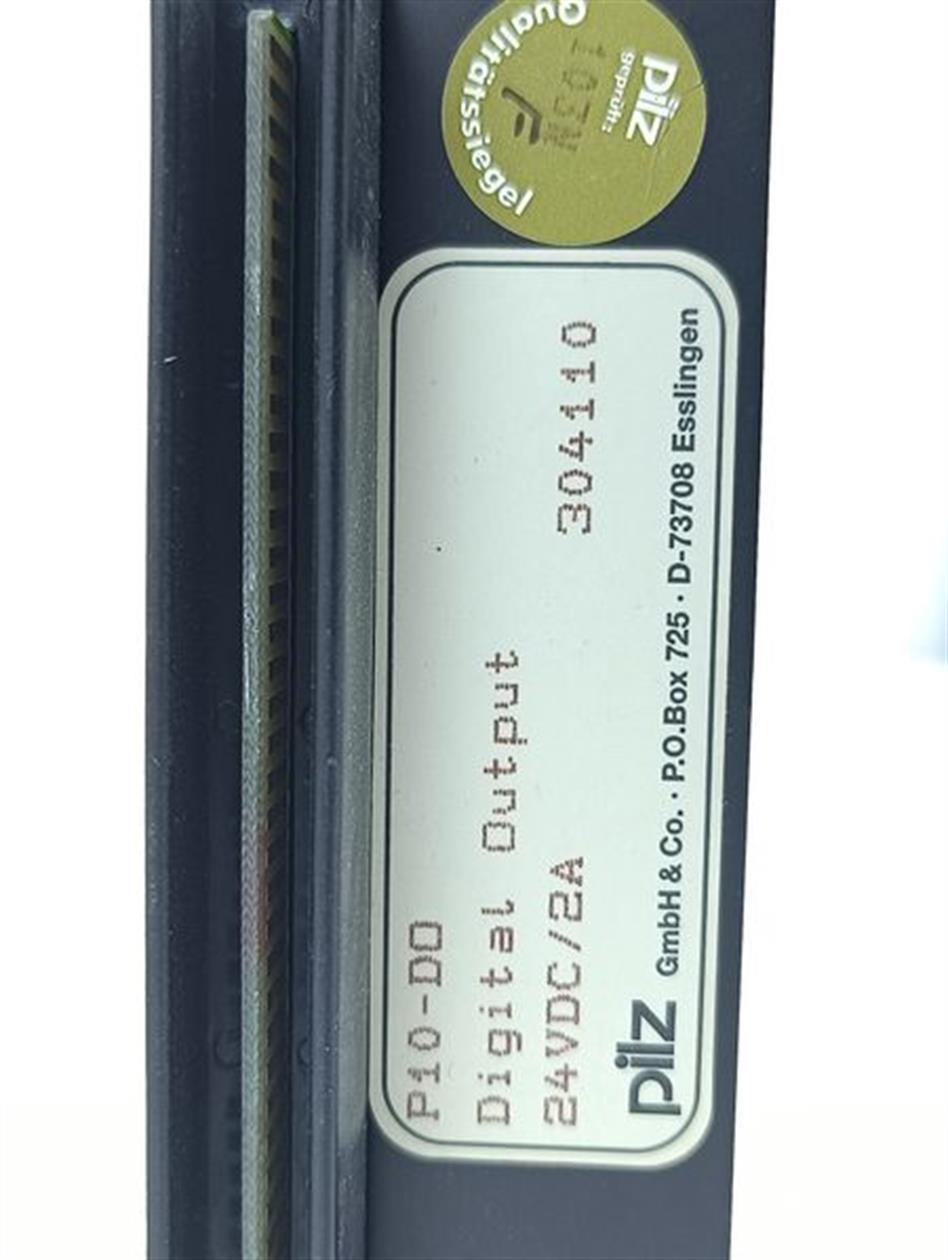 Qualitätssiegel
pilz
geprüft:
P10-DO
Digital Output
24VDC/2A 304110
pilz GmbH & Co. · P.O.Box 725 · D-73708 Esslingen